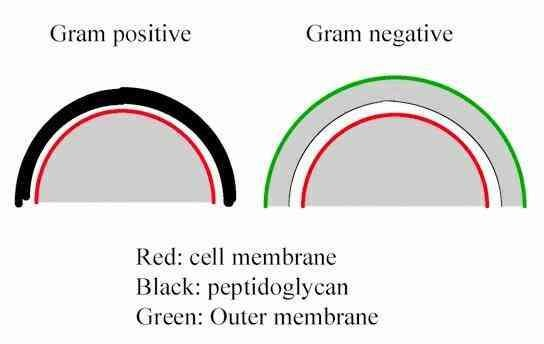 Gram positive
Gram negative
Red: cell membrane
Black: peptidoglycan
Green: Outer membrane